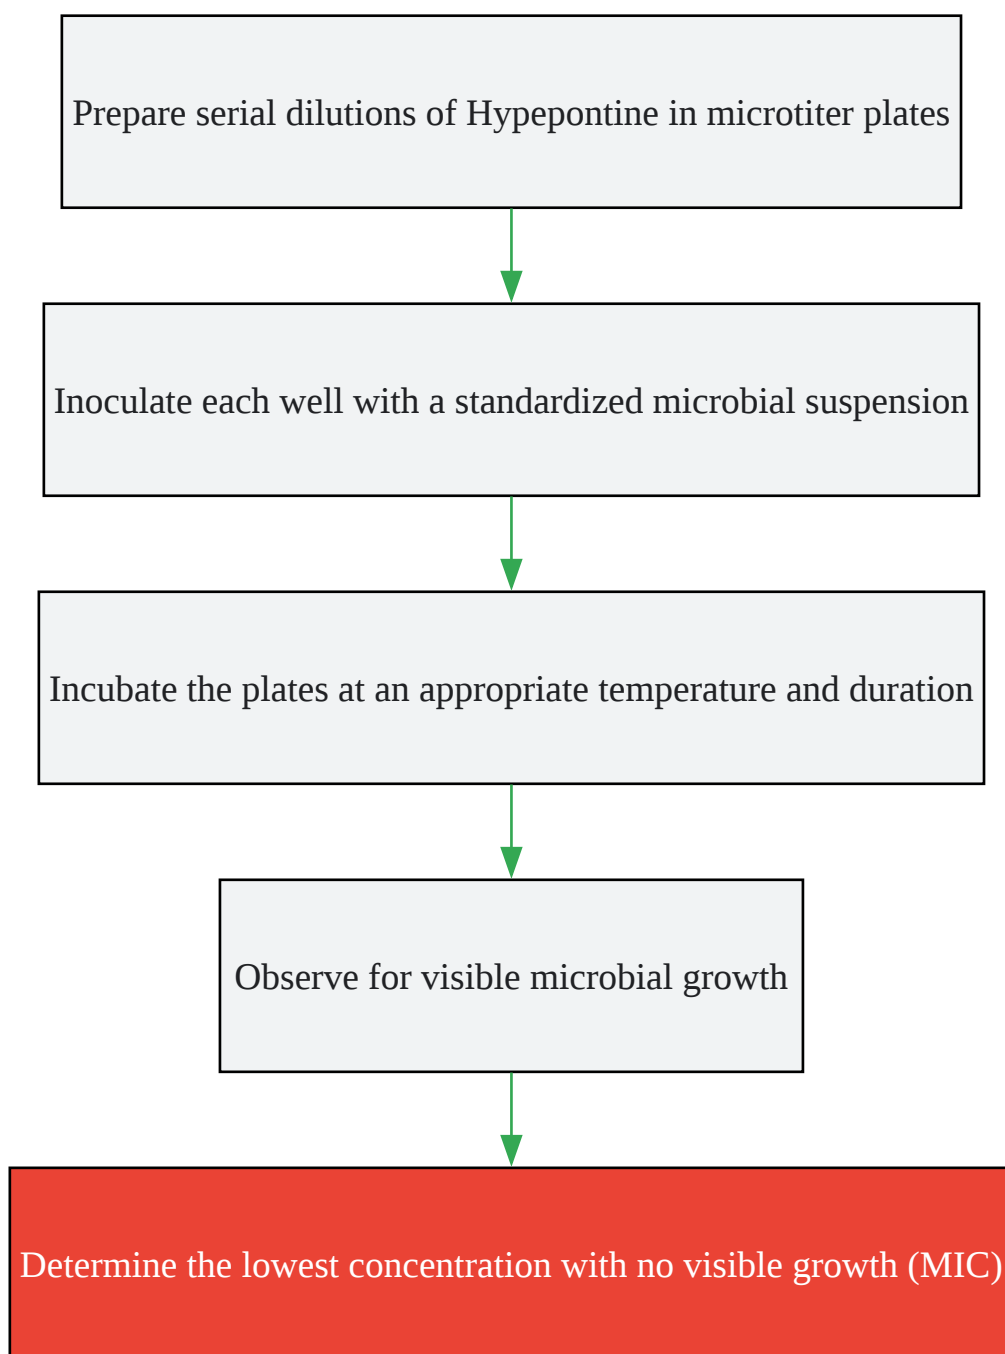 Prepare serial dilutions of Hypepontine in microtiter plates
Inoculate each well with a standardized microbial suspension
Incubate the plates at an appropriate temperature and duration
Observe for visible microbial growth
Determine the lowest concentration with no visible growth (MIC)